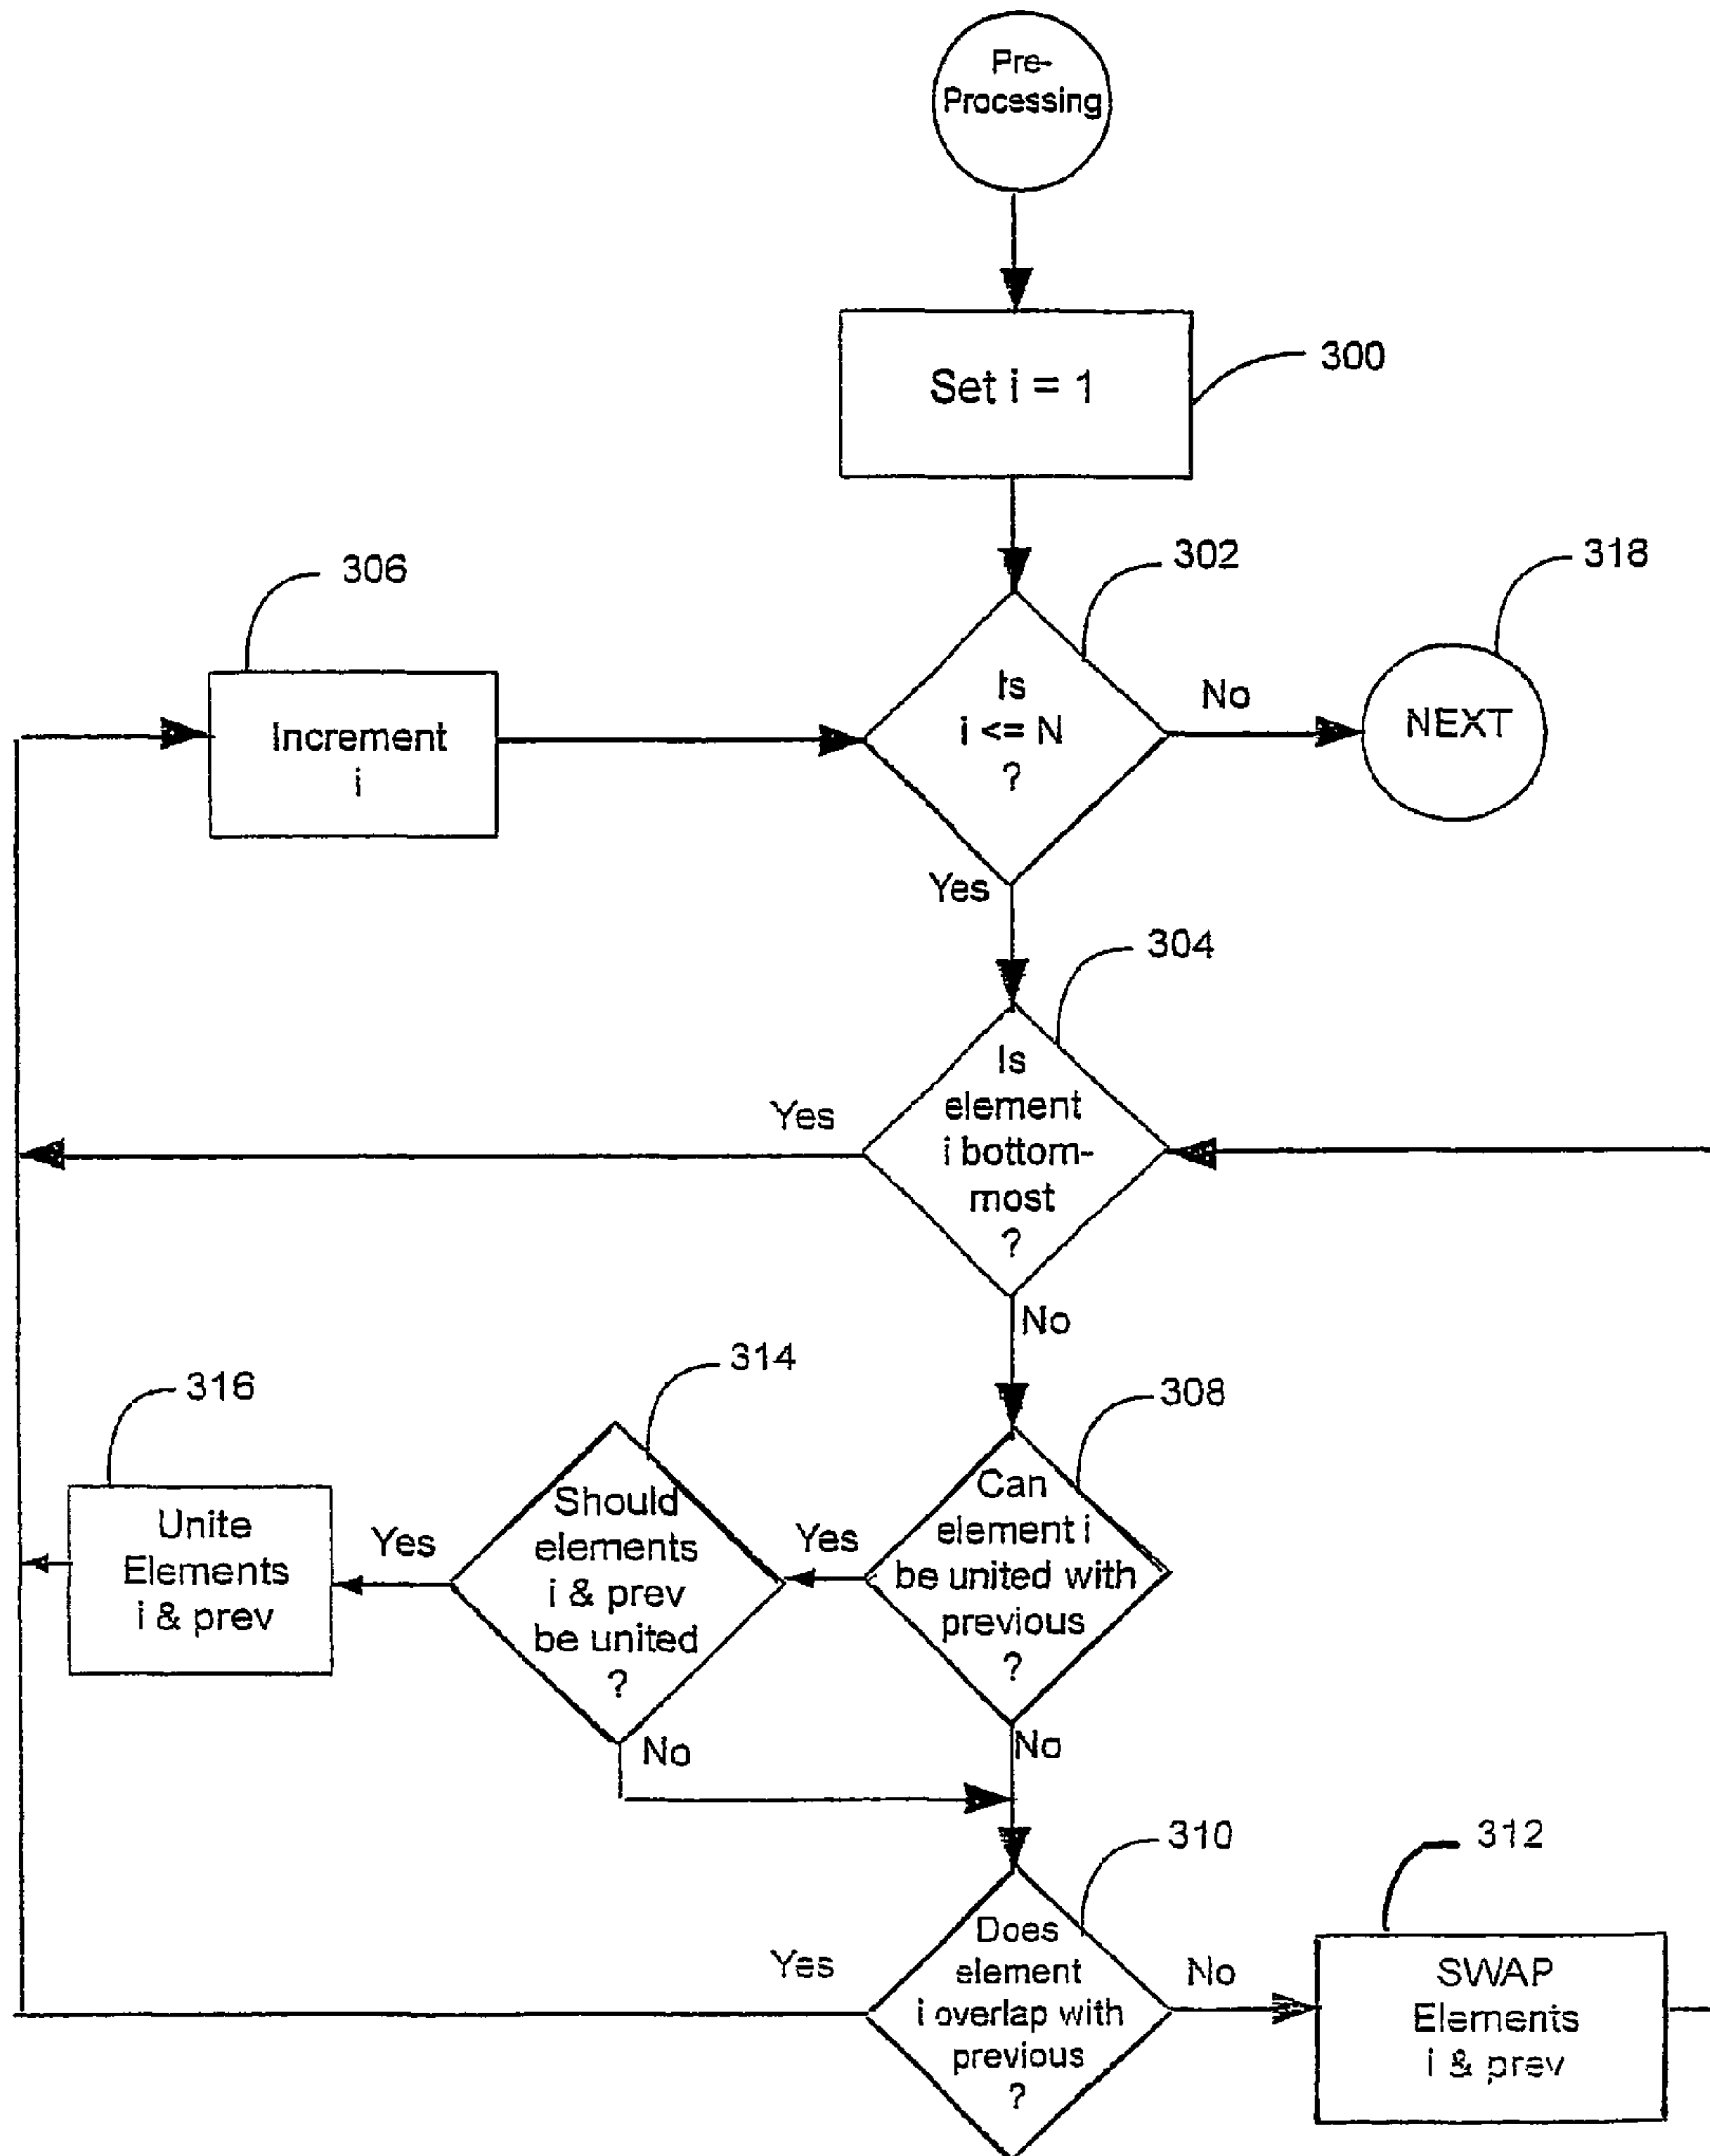 Pre-
Processing
Set i = 1
300
302
318
306
Is
i <= N
?
No
NEXT
Increment
i
Yes
304
Is
element
i bottom-
most
?
Yes
No
314
308
316
Can
element i
be united with
previous
?
Yes
Should
elements
i & prev
be united
?
Yes
Unite
Elements
i & prev
No
No
310
312
Does
element
i overlap with
previous
?
Yes
No
SWAP
Elements
i & prev